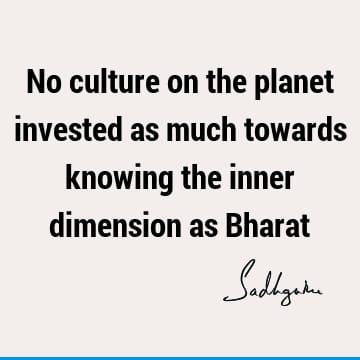 No culture on the planet
invested as much towards
knowing the inner
dimension as Bharat
Sadhguru